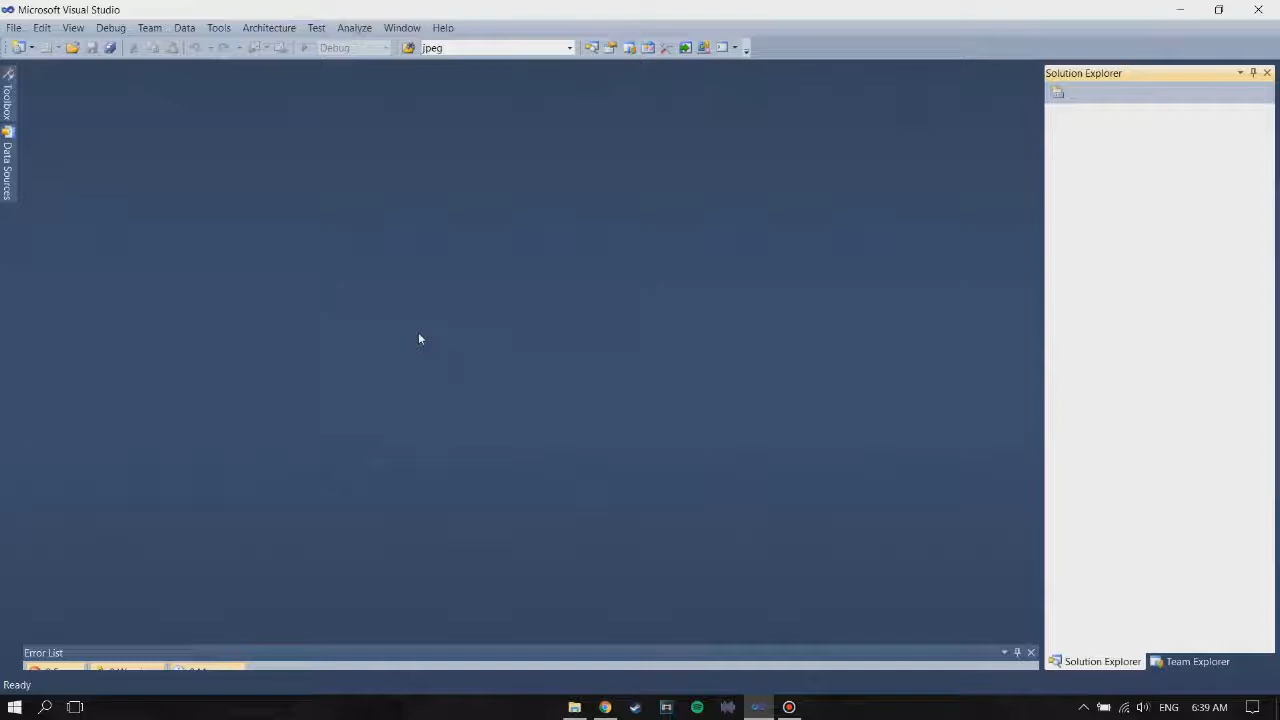 Microsoft Visual Studio
File Edit View Debug Team Data Tools Architecture Test Analyze Window Help
Debug
jpeg
Toolbox
Data Sources
Solution Explorer
Error List
Solution Explorer
Team Explorer
Ready
ENG
6:39 AM